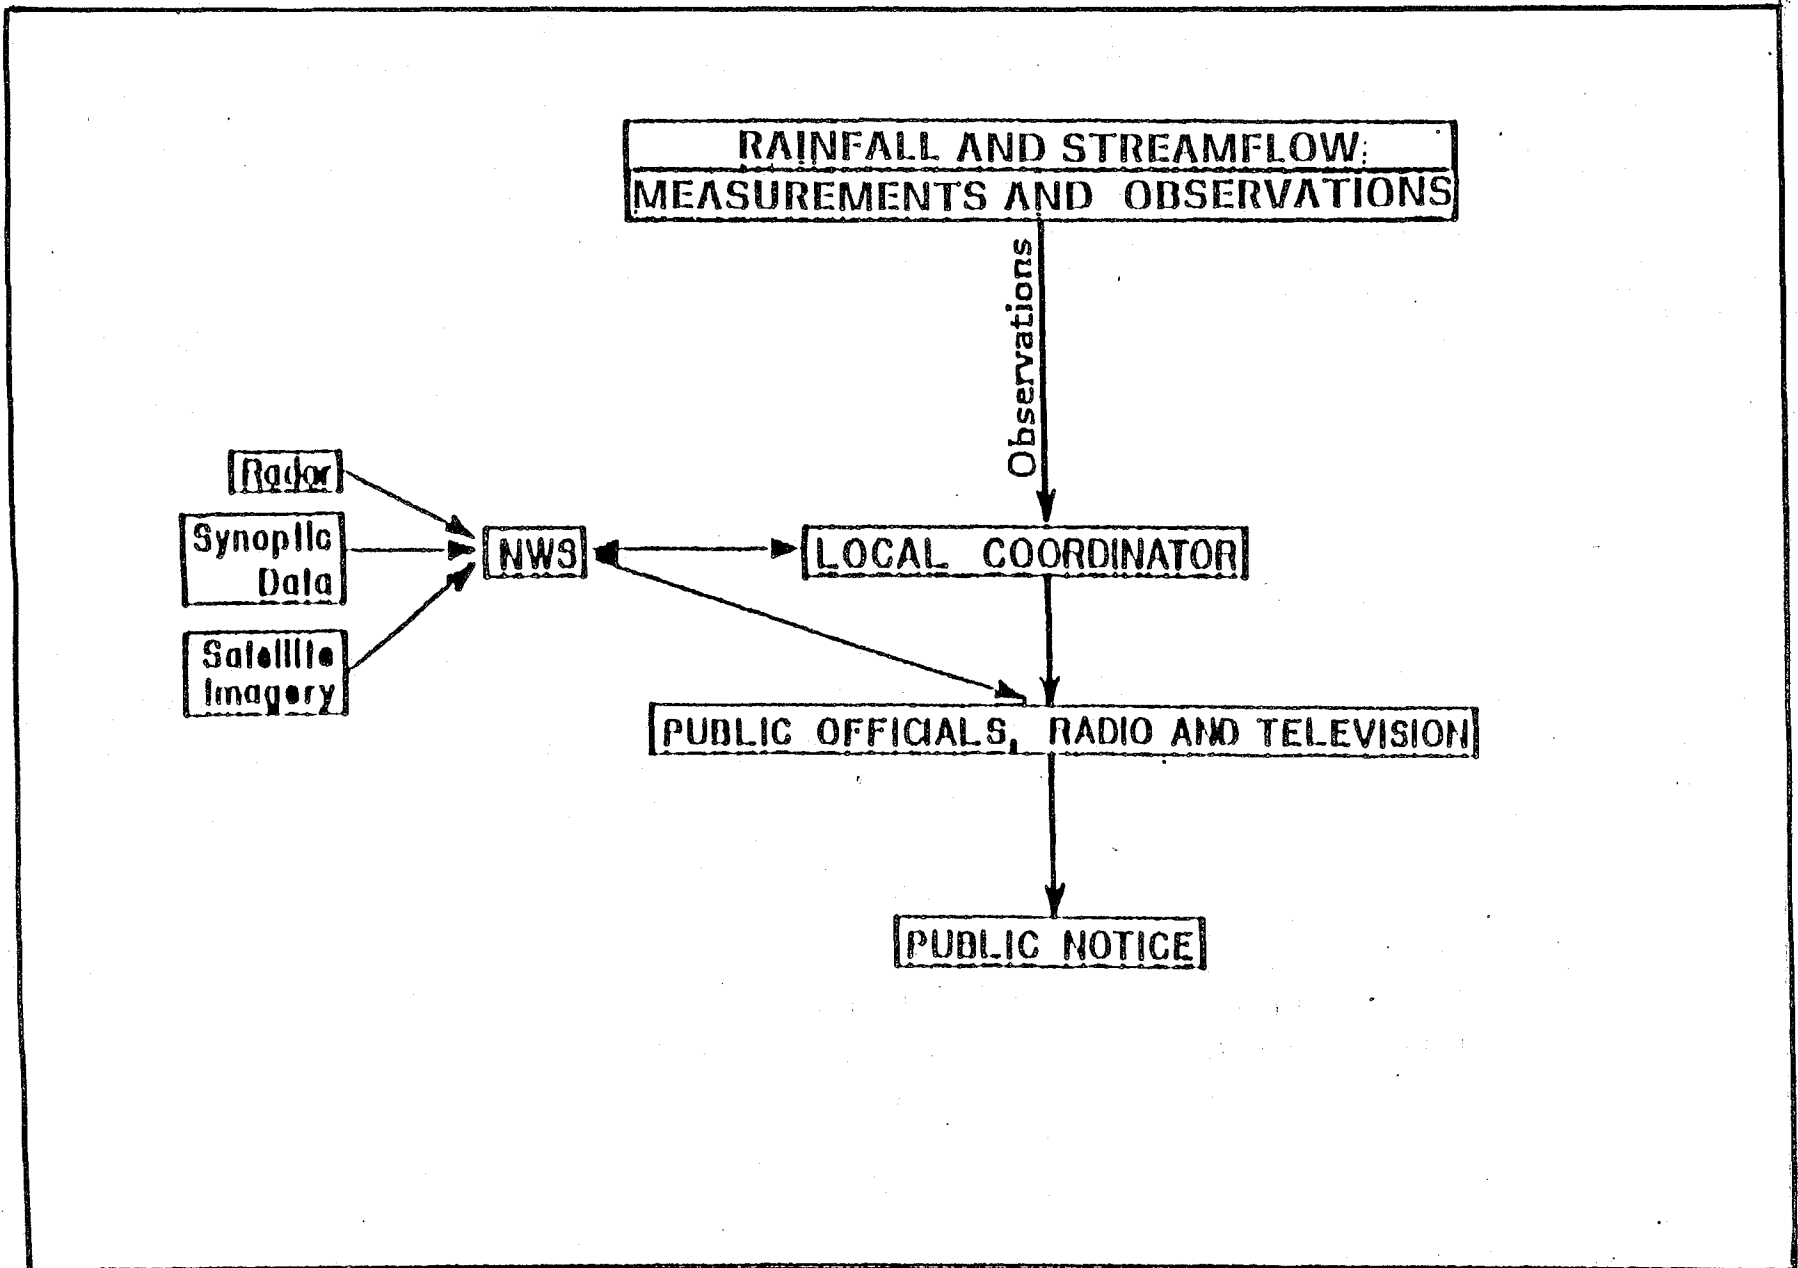 RAINFALL AND STREAMFLOW:
MEASUREMENTS AND OBSERVATIONS
Observations
Radar
Synoptic
Data
Satellite
Imagery
NWS
LOCAL COORDINATOR
PUBLIC OFFICIALS, RADIO AND TELEVISION
PUBLIC NOTICE